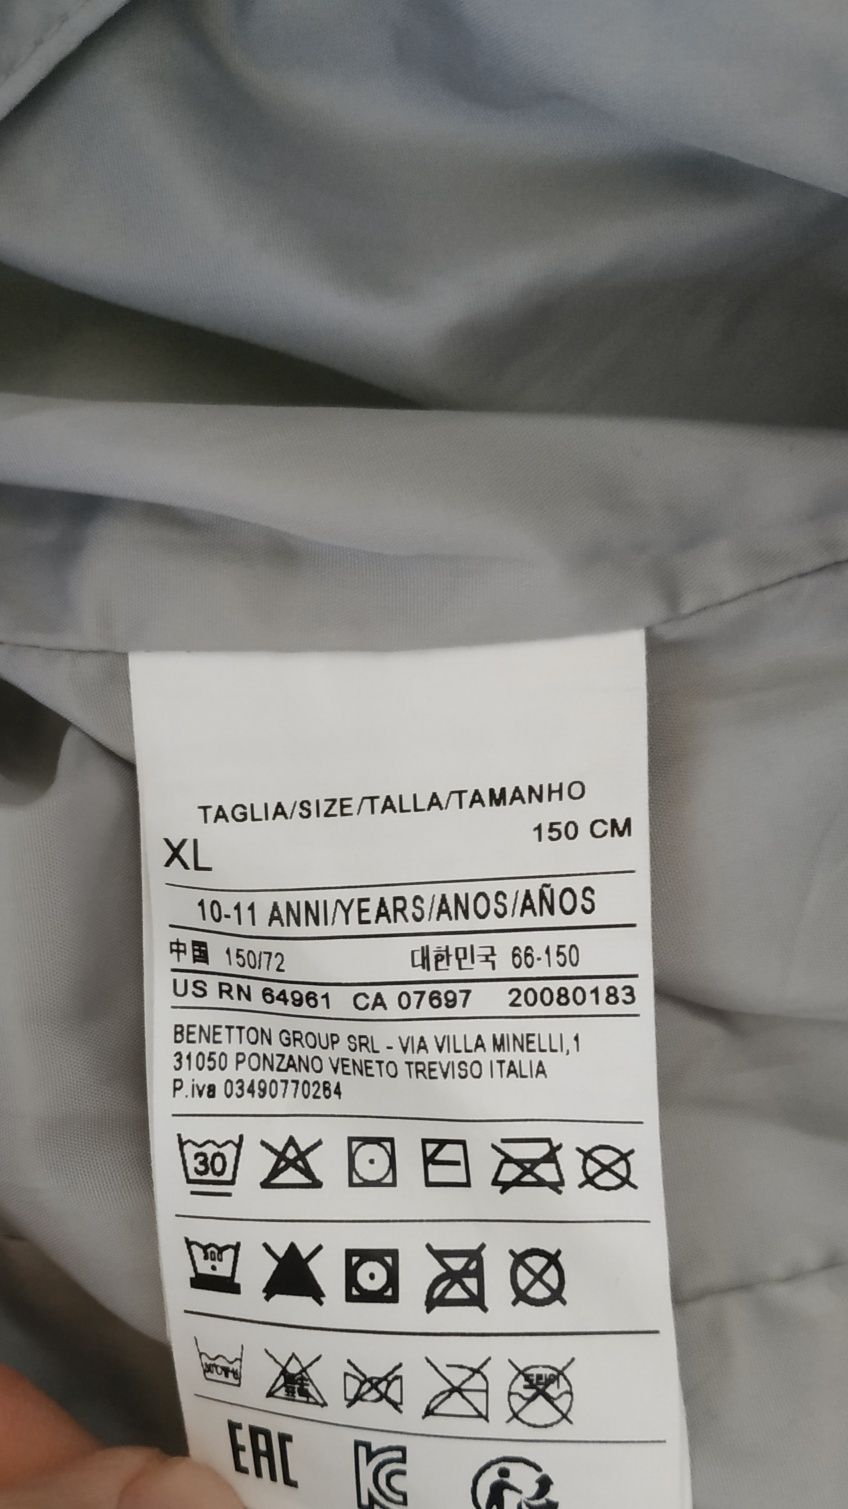 TAGLIA/SIZE/TALLA/TAMANHO
150 CM
XL
10-11 ANNI/YEARS/ANOS/AÑOS
中国 150/72 대한민국 66-150
US RN 64961 CA 07697 20080183
BENETTON GROUP SRL - VIA VILLA MINELLI,1
31050 PONZANO VENETO TREVISO ITALIA
P.iva 03490770264
30
EAC
KC